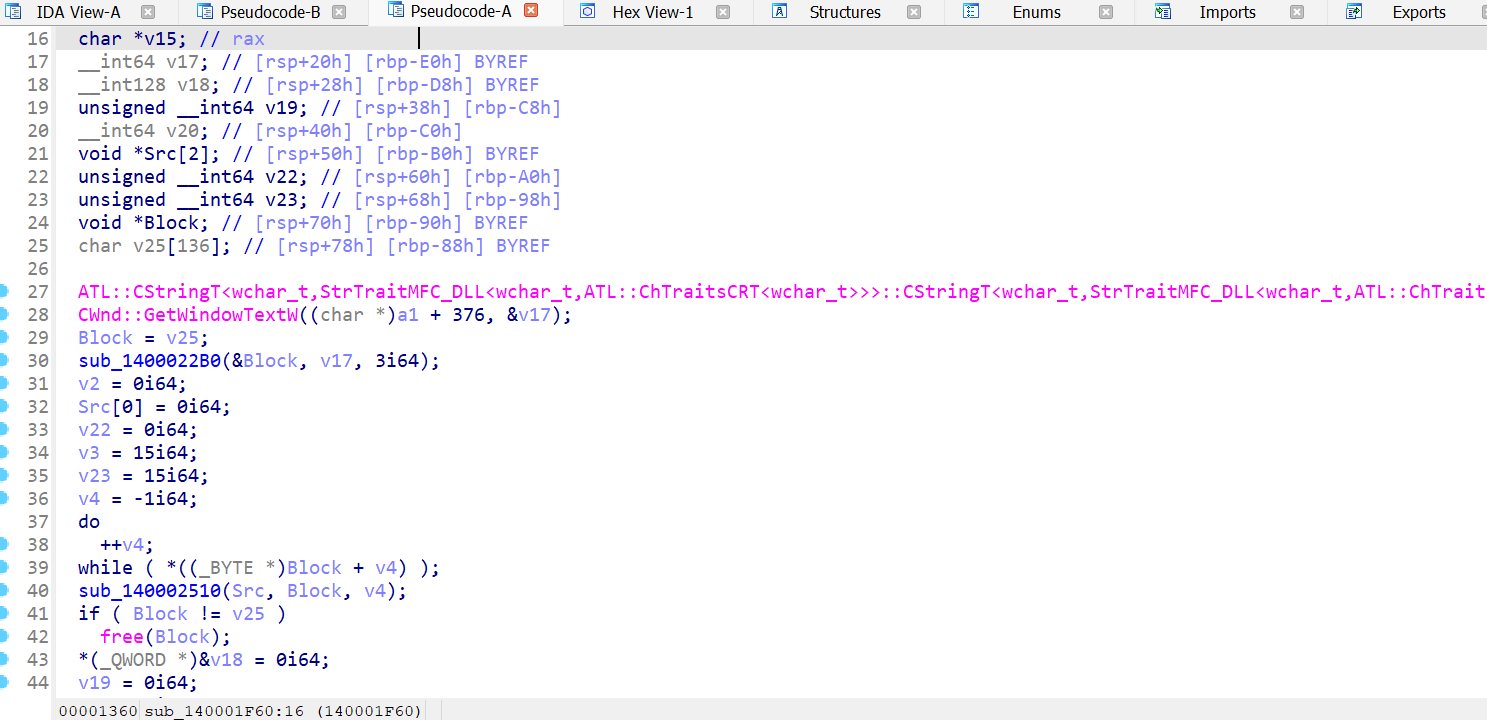 IDA View-A Pseudocode-B Pseudocode-A Hex View-1 Structures Enums Imports Exports
16 char *v15; // rax
17 __int64 v17; // [rsp+20h] [rbp-E0h] BYREF
18 __int128 v18; // [rsp+28h] [rbp-D8h] BYREF
19 unsigned __int64 v19; // [rsp+38h] [rbp-C8h]
20 __int64 v20; // [rsp+40h] [rbp-C0h]
21 void *Src[2]; // [rsp+50h] [rbp-B0h] BYREF
22 unsigned __int64 v22; // [rsp+60h] [rbp-A0h]
23 unsigned __int64 v23; // [rsp+68h] [rbp-98h]
24 void *Block; // [rsp+70h] [rbp-90h] BYREF
25 char v25[136]; // [rsp+78h] [rbp-88h] BYREF
26
27 ATL::CStringT<wchar_t,StrTraitMFC_DLL<wchar_t,ATL::ChTraitsCRT<wchar_t>>>::CStringT<wchar_t,StrTraitMFC_DLL<wchar_t,ATL::ChTrait
28 CWnd::GetWindowTextW((char *)a1 + 376, &v17);
29 Block = v25;
30 sub_1400022B0(&Block, v17, 3i64);
31 v2 = 0i64;
32 Src[0] = 0i64;
33 v22 = 0i64;
34 v3 = 15i64;
35 v23 = 15i64;
36 v4 = -1i64;
37 do
38 ++v4;
39 while ( *((_BYTE *)Block + v4) );
40 sub_140002510(Src, Block, v4);
41 if ( Block != v25 )
42 free(Block);
43 *(_QWORD *)&v18 = 0i64;
44 v19 = 0i64;
00001360 sub_140001F60:16 (140001F60)